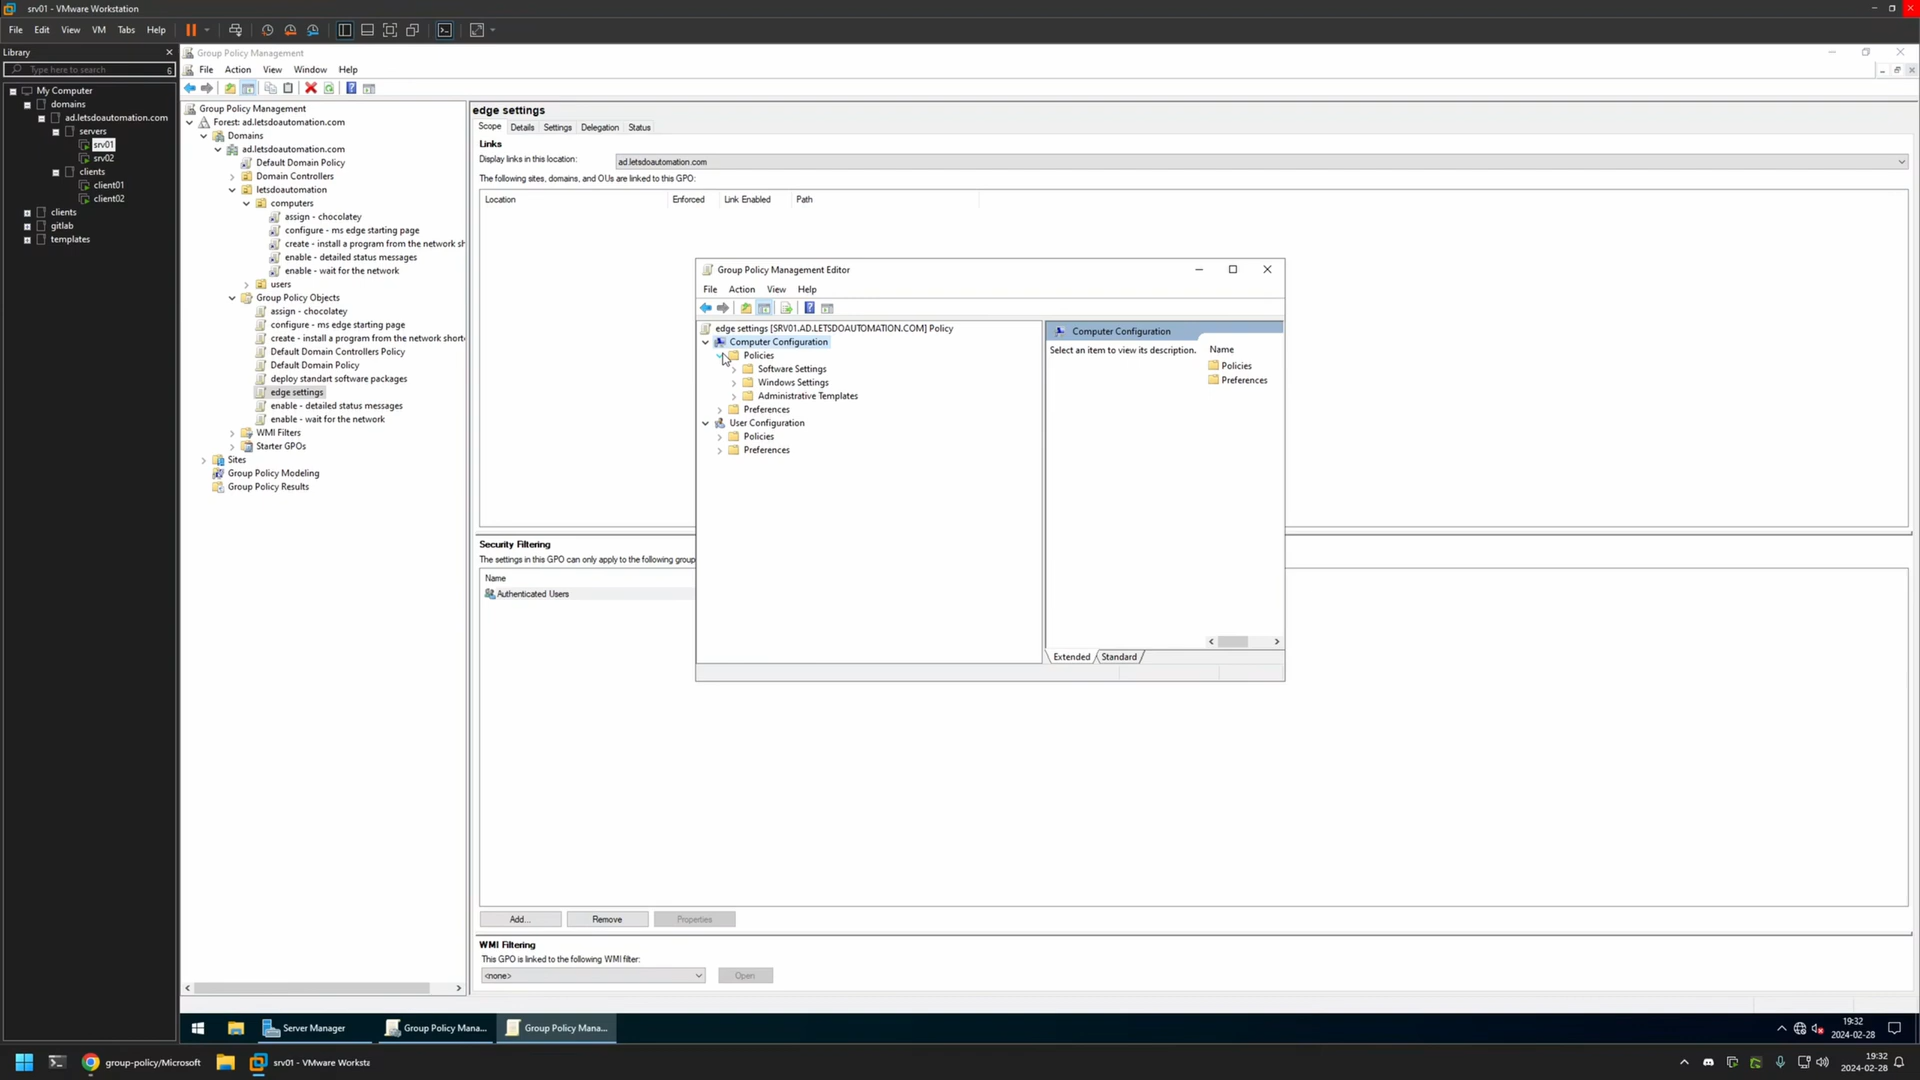 srv01 - VMware Workstation
File Edit View VM Tabs Help
Library
Type here to search
My Computer
domains
ad.letsdoautomation.com
servers
srv01
srv02
clients
client01
client02
clients
gitlab
templates
Group Policy Management
File Action View Window Help
Group Policy Management
Forest: ad.letsdoautomation.com
Domains
ad.letsdoautomation.com
Default Domain Policy
Domain Controllers
letsdoautomation
computers
assign - chocolatey
configure - ms edge starting page
create - install a program from the network sh
enable - detailed status messages
enable - wait for the network
users
Group Policy Objects
assign - chocolatey
configure - ms edge starting page
create - install a program from the network short
Default Domain Controllers Policy
Default Domain Policy
deploy standart software packages
edge settings
enable - detailed status messages
enable - wait for the network
WMI Filters
Starter GPOs
Sites
Group Policy Modeling
Group Policy Results
edge settings
Scope Details Settings Delegation Status
Links
Display links in this location: ad.letsdoautomation.com
The following sites, domains, and OUs are linked to this GPO:
Location Enforced Link Enabled Path
Group Policy Management Editor
File Action View Help
edge settings [SRV01.AD.LETSDOAUTOMATION.COM] Policy
Computer Configuration
Policies
Software Settings
Windows Settings
Administrative Templates
Preferences
User Configuration
Policies
Preferences
Computer Configuration
Select an item to view its description.
Name
Policies
Preferences
Extended Standard
Security Filtering
The settings in this GPO can only apply to the following group
Name
Authenticated Users
Add... Remove Properties
WMI Filtering
This GPO is linked to the following WMI filter:
<none> Open
Server Manager Group Policy Mana... Group Policy Mana...
19:32
2024-02-28
group-policy/Microsoft srv01 - VMware Worksta
19:32
2024-02-28